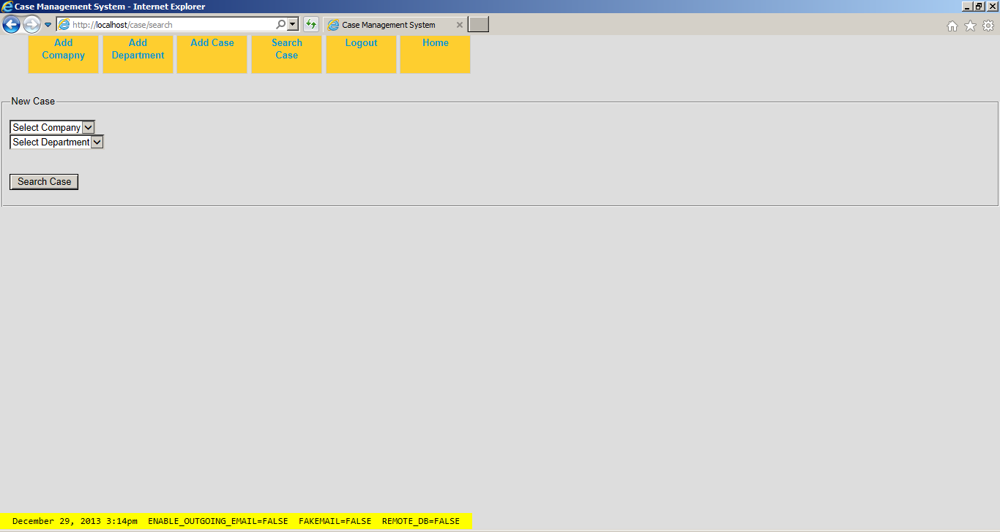 Case Management System - Internet Explorer
http://localhost/case/search
Case Management System
Add Comapny
Add Department
Add Case
Search Case
Logout
Home
New Case
Select Company
Select Department
Search Case
December 29, 2013 3:14pm ENABLE_OUTGOING_EMAIL=FALSE FAKEMAIL=FALSE REMOTE_DB=FALSE